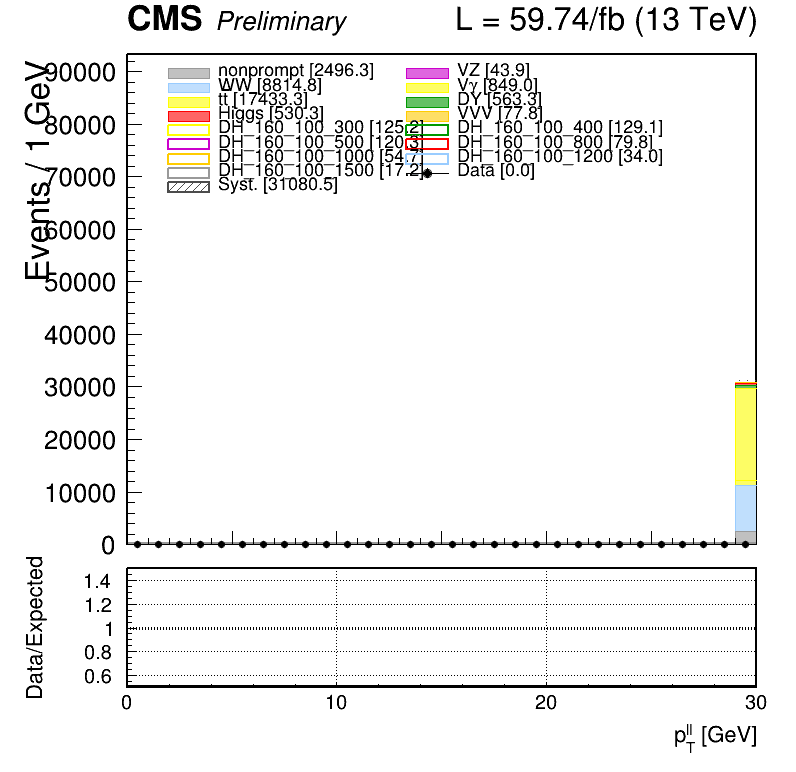 CMS Preliminary L = 59.74/fb (13 TeV)
Events / 1 GeV
90000
80000
70000
60000
50000
40000
30000
20000
10000
0
nonprompt [2496.3] VZ [43.9]
WW [8814.8] Vγ [849.0]
tt [17433.3] DY [563.3]
Higgs [530.3] VVV [77.8]
DH_160_100_300 [125.2] DH_160_100_400 [129.1]
DH_160_100_500 [120.3] DH_160_100_800 [79.8]
DH_160_100_1000 [54.7] DH_160_100_1200 [34.0]
DH_160_100_1500 [17.2] Data [0.0]
Syst. [31080.5]
Data/Expected
1.4
1.2
1
0.8
0.6
0 10 20 30
p_T^ll [GeV]